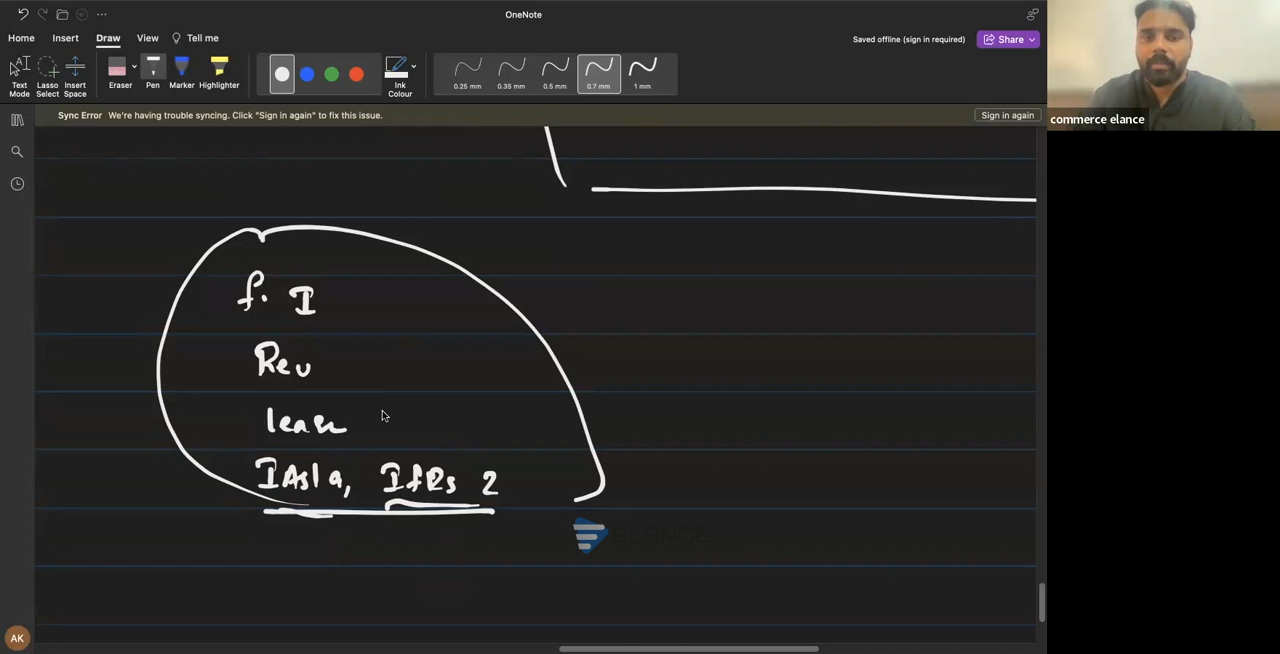 OneNote
Home Insert Draw View Tell me
Saved offline (sign in required) Share
Text Mode
Lasso Select
Insert Space
Eraser
Pen
Marker
Highlighter
Ink Colour
0.25 mm
0.35 mm
0.5 mm
0.7 mm
1 mm
commerce elance
Sync Error We're having trouble syncing. Click "Sign in again" to fix this issue. Sign in again
f. I
Rev
lease
IAS19, IFRS 2
ELANCE
AK